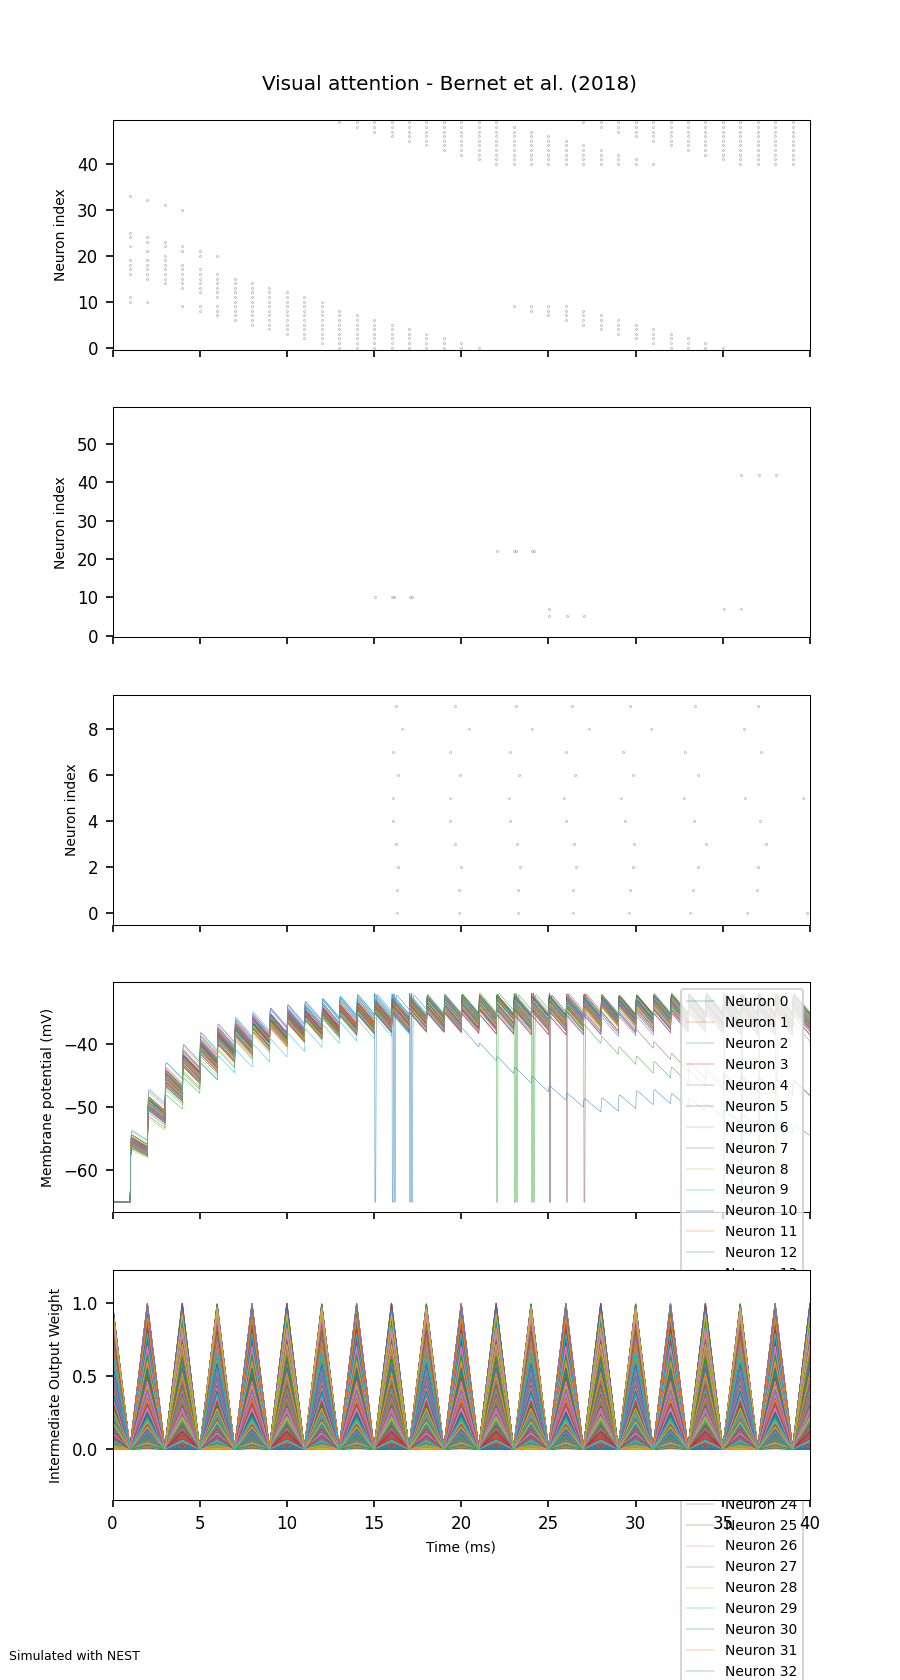 Visual attention - Bernet et al. (2018)
Neuron index
40
30
20
10
0
Neuron index
50
40
30
20
10
0
Neuron index
8
6
4
2
0
Membrane potential (mV)
−40
−50
−60
Neuron 0
Neuron 1
Neuron 2
Neuron 3
Neuron 4
Neuron 5
Neuron 6
Neuron 7
Neuron 8
Neuron 9
Neuron 10
Neuron 11
Neuron 12
Intermediate Output Weight
1.0
0.5
0.0
0 5 10 15 20 25 30 35 40
Time (ms)
Neuron 24
Neuron 25
Neuron 26
Neuron 27
Neuron 28
Neuron 29
Neuron 30
Neuron 31
Neuron 32
Simulated with NEST